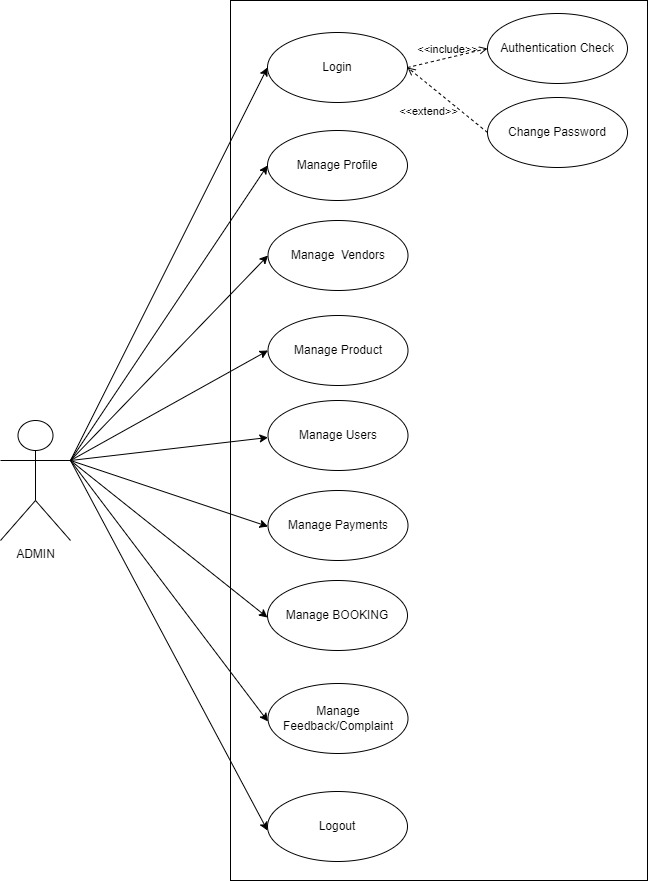 Login
<<include>>
Authentication Check
<<extend>>
Change Password
Manage Profile
Manage  Vendors
Manage Product
Manage Users
Manage Payments
ADMIN
Manage BOOKING
Manage
Feedback/Complaint
Logout